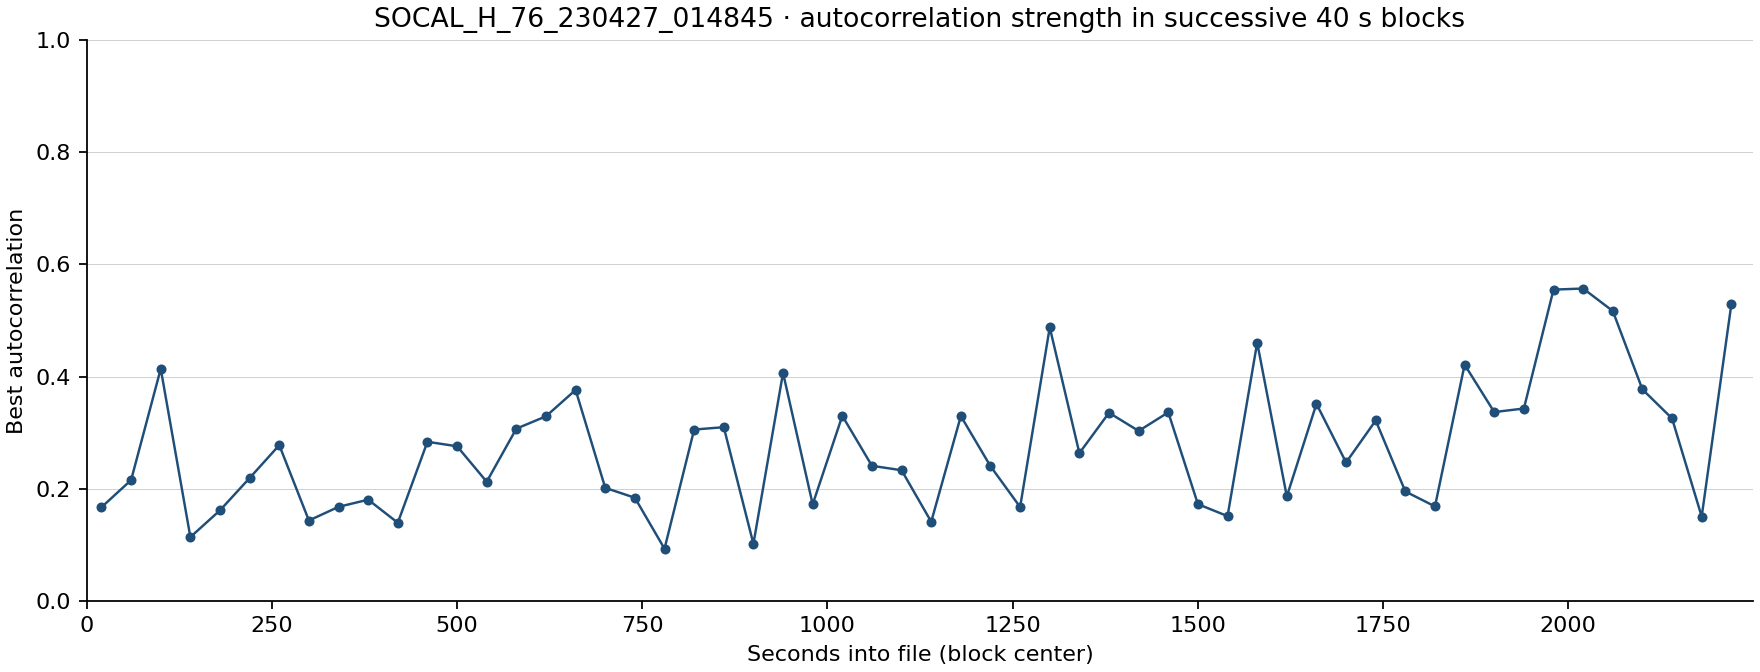 SOCAL_H_76_230427_014845 · autocorrelation strength in successive 40 s blocks
1.0
0.8
0.6
0.4
0.2
0.0
Best autocorrelation
0 250 500 750 1000 1250 1500 1750 2000
Seconds into file (block center)